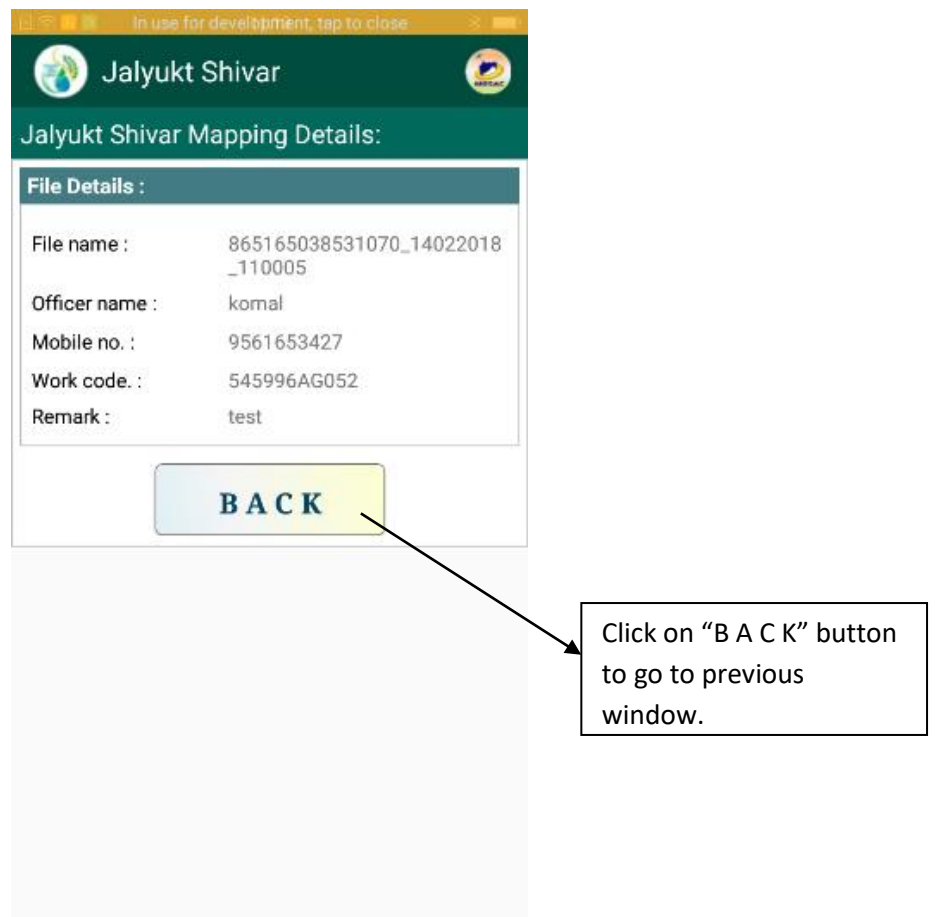 In use for development, tap to close
Jalyukt Shivar
MRSAC
Jalyukt Shivar Mapping Details:
File Details :
File name : 865165038531070_14022018
_110005
Officer name : komal
Mobile no. : 9561653427
Work code. : 545996AG052
Remark : test
B A C K
Click on “B A C K” button
to go to previous
window.